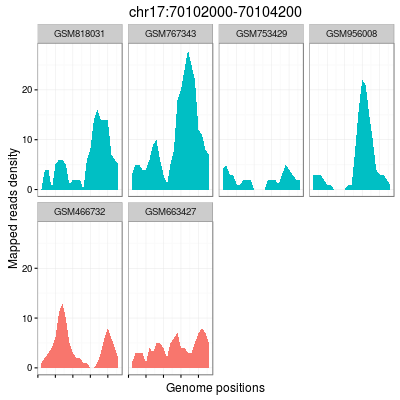 chr17:70102000-70104200
GSM818031 GSM767343 GSM753429 GSM956008
20
10
0
GSM466732 GSM663427
20
10
0
Mapped reads density
Genome positions